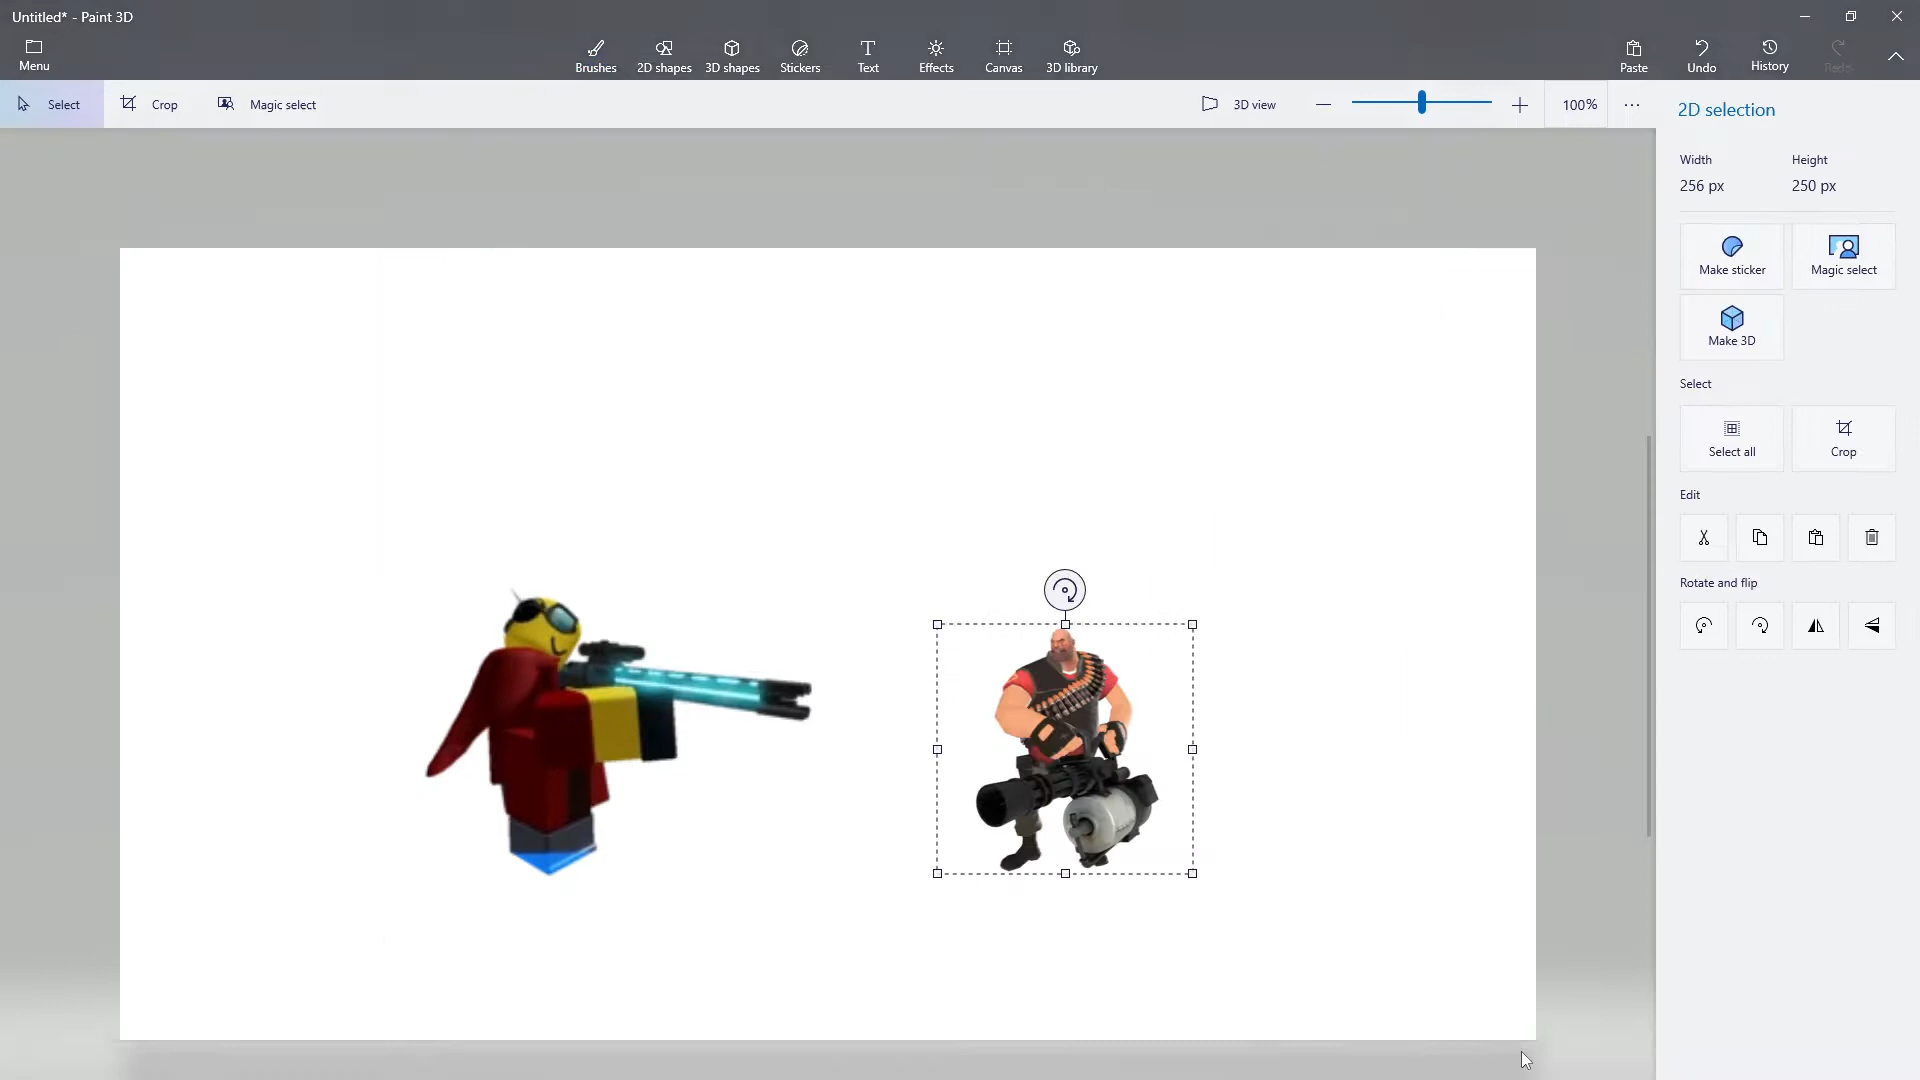 Untitled* - Paint 3D
Menu
Brushes
2D shapes
3D shapes
Stickers
Text
Effects
Canvas
3D library
Paste
Undo
History
Redo
Select
Crop
Magic select
3D view
100%
2D selection
Width
Height
256 px
250 px
Make sticker
Magic select
Make 3D
Select
Select all
Crop
Edit
Rotate and flip